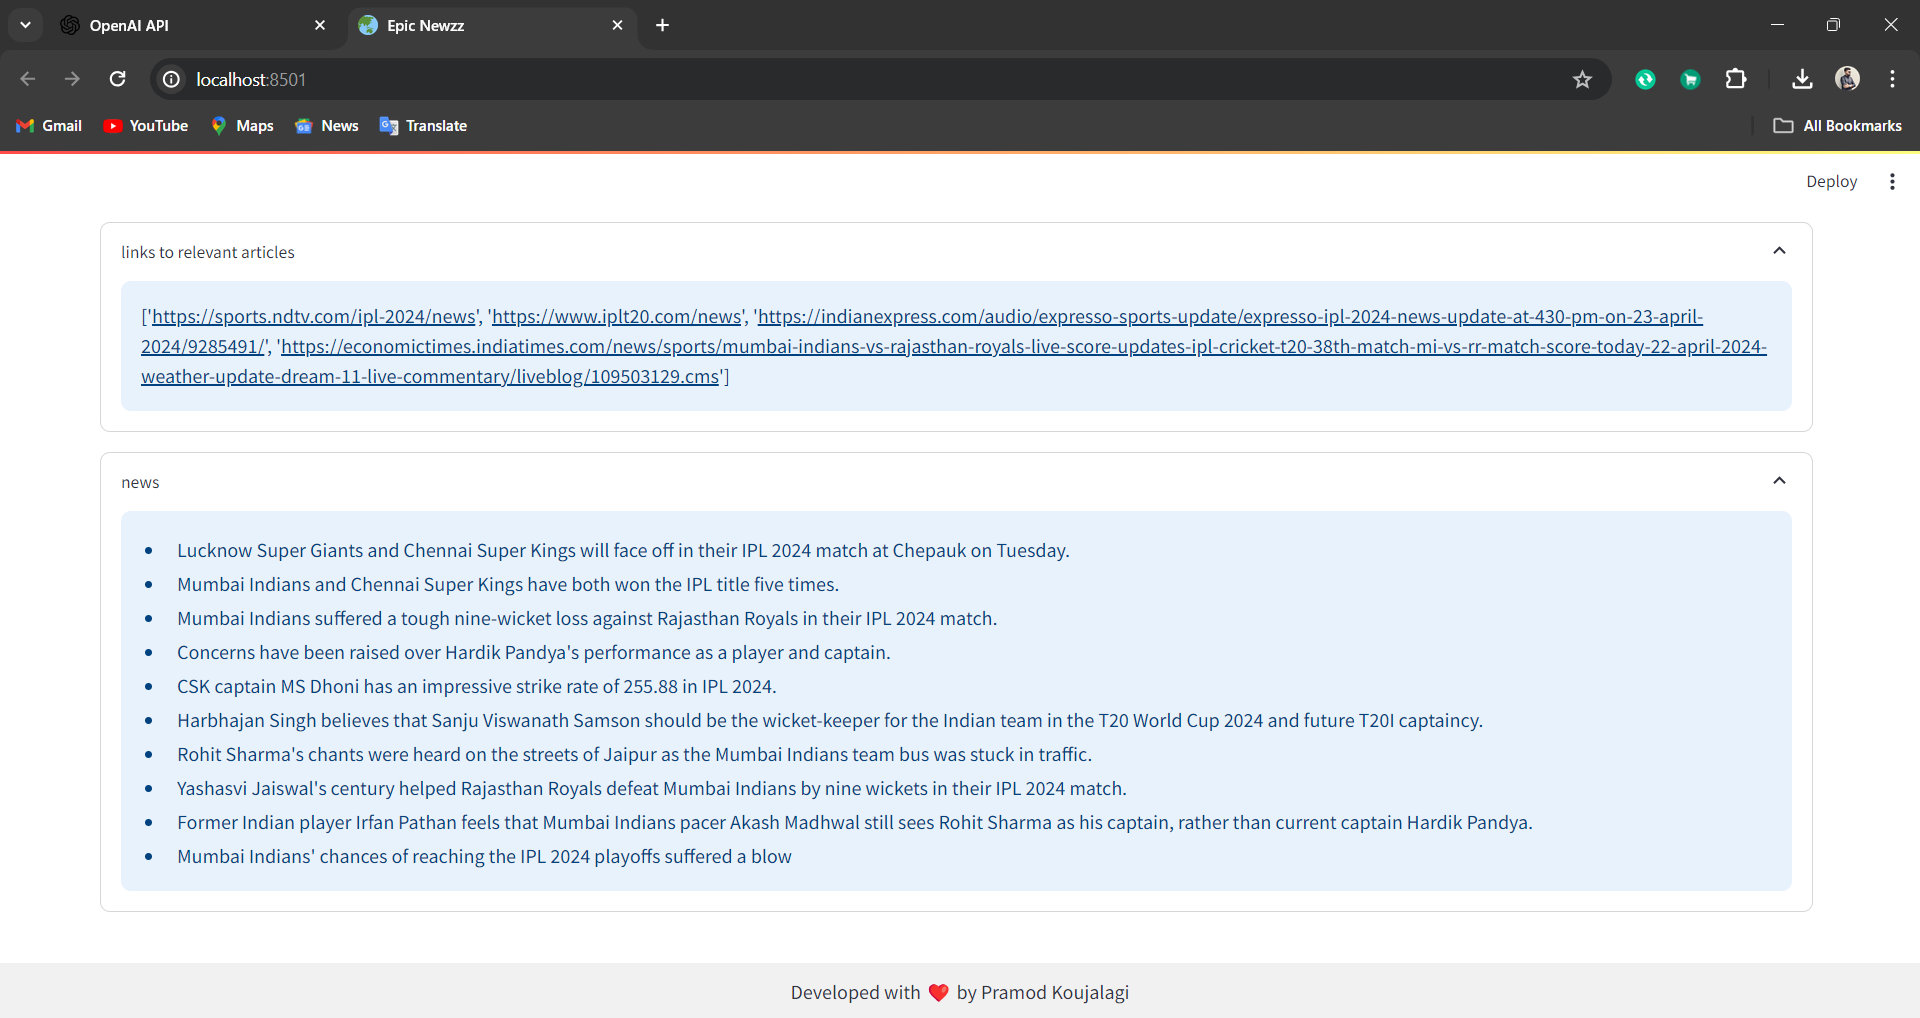 OpenAI API
Epic Newzz
localhost:8501
Gmail
YouTube
Maps
News
Translate
All Bookmarks
Deploy
links to relevant articles
['https://sports.ndtv.com/ipl-2024/news', 'https://www.iplt20.com/news', 'https://indianexpress.com/audio/expresso-sports-update/expresso-ipl-2024-news-update-at-430-pm-on-23-april-
2024/9285491/', 'https://economictimes.indiatimes.com/news/sports/mumbai-indians-vs-rajasthan-royals-live-score-updates-ipl-cricket-t20-38th-match-mi-vs-rr-match-score-today-22-april-2024-
weather-update-dream-11-live-commentary/liveblog/109503129.cms']
news
• Lucknow Super Giants and Chennai Super Kings will face off in their IPL 2024 match at Chepauk on Tuesday.
• Mumbai Indians and Chennai Super Kings have both won the IPL title five times.
• Mumbai Indians suffered a tough nine-wicket loss against Rajasthan Royals in their IPL 2024 match.
• Concerns have been raised over Hardik Pandya's performance as a player and captain.
• CSK captain MS Dhoni has an impressive strike rate of 255.88 in IPL 2024.
• Harbhajan Singh believes that Sanju Viswanath Samson should be the wicket-keeper for the Indian team in the T20 World Cup 2024 and future T20I captaincy.
• Rohit Sharma's chants were heard on the streets of Jaipur as the Mumbai Indians team bus was stuck in traffic.
• Yashasvi Jaiswal's century helped Rajasthan Royals defeat Mumbai Indians by nine wickets in their IPL 2024 match.
• Former Indian player Irfan Pathan feels that Mumbai Indians pacer Akash Madhwal still sees Rohit Sharma as his captain, rather than current captain Hardik Pandya.
• Mumbai Indians' chances of reaching the IPL 2024 playoffs suffered a blow
Developed with ❤️ by Pramod Koujalagi